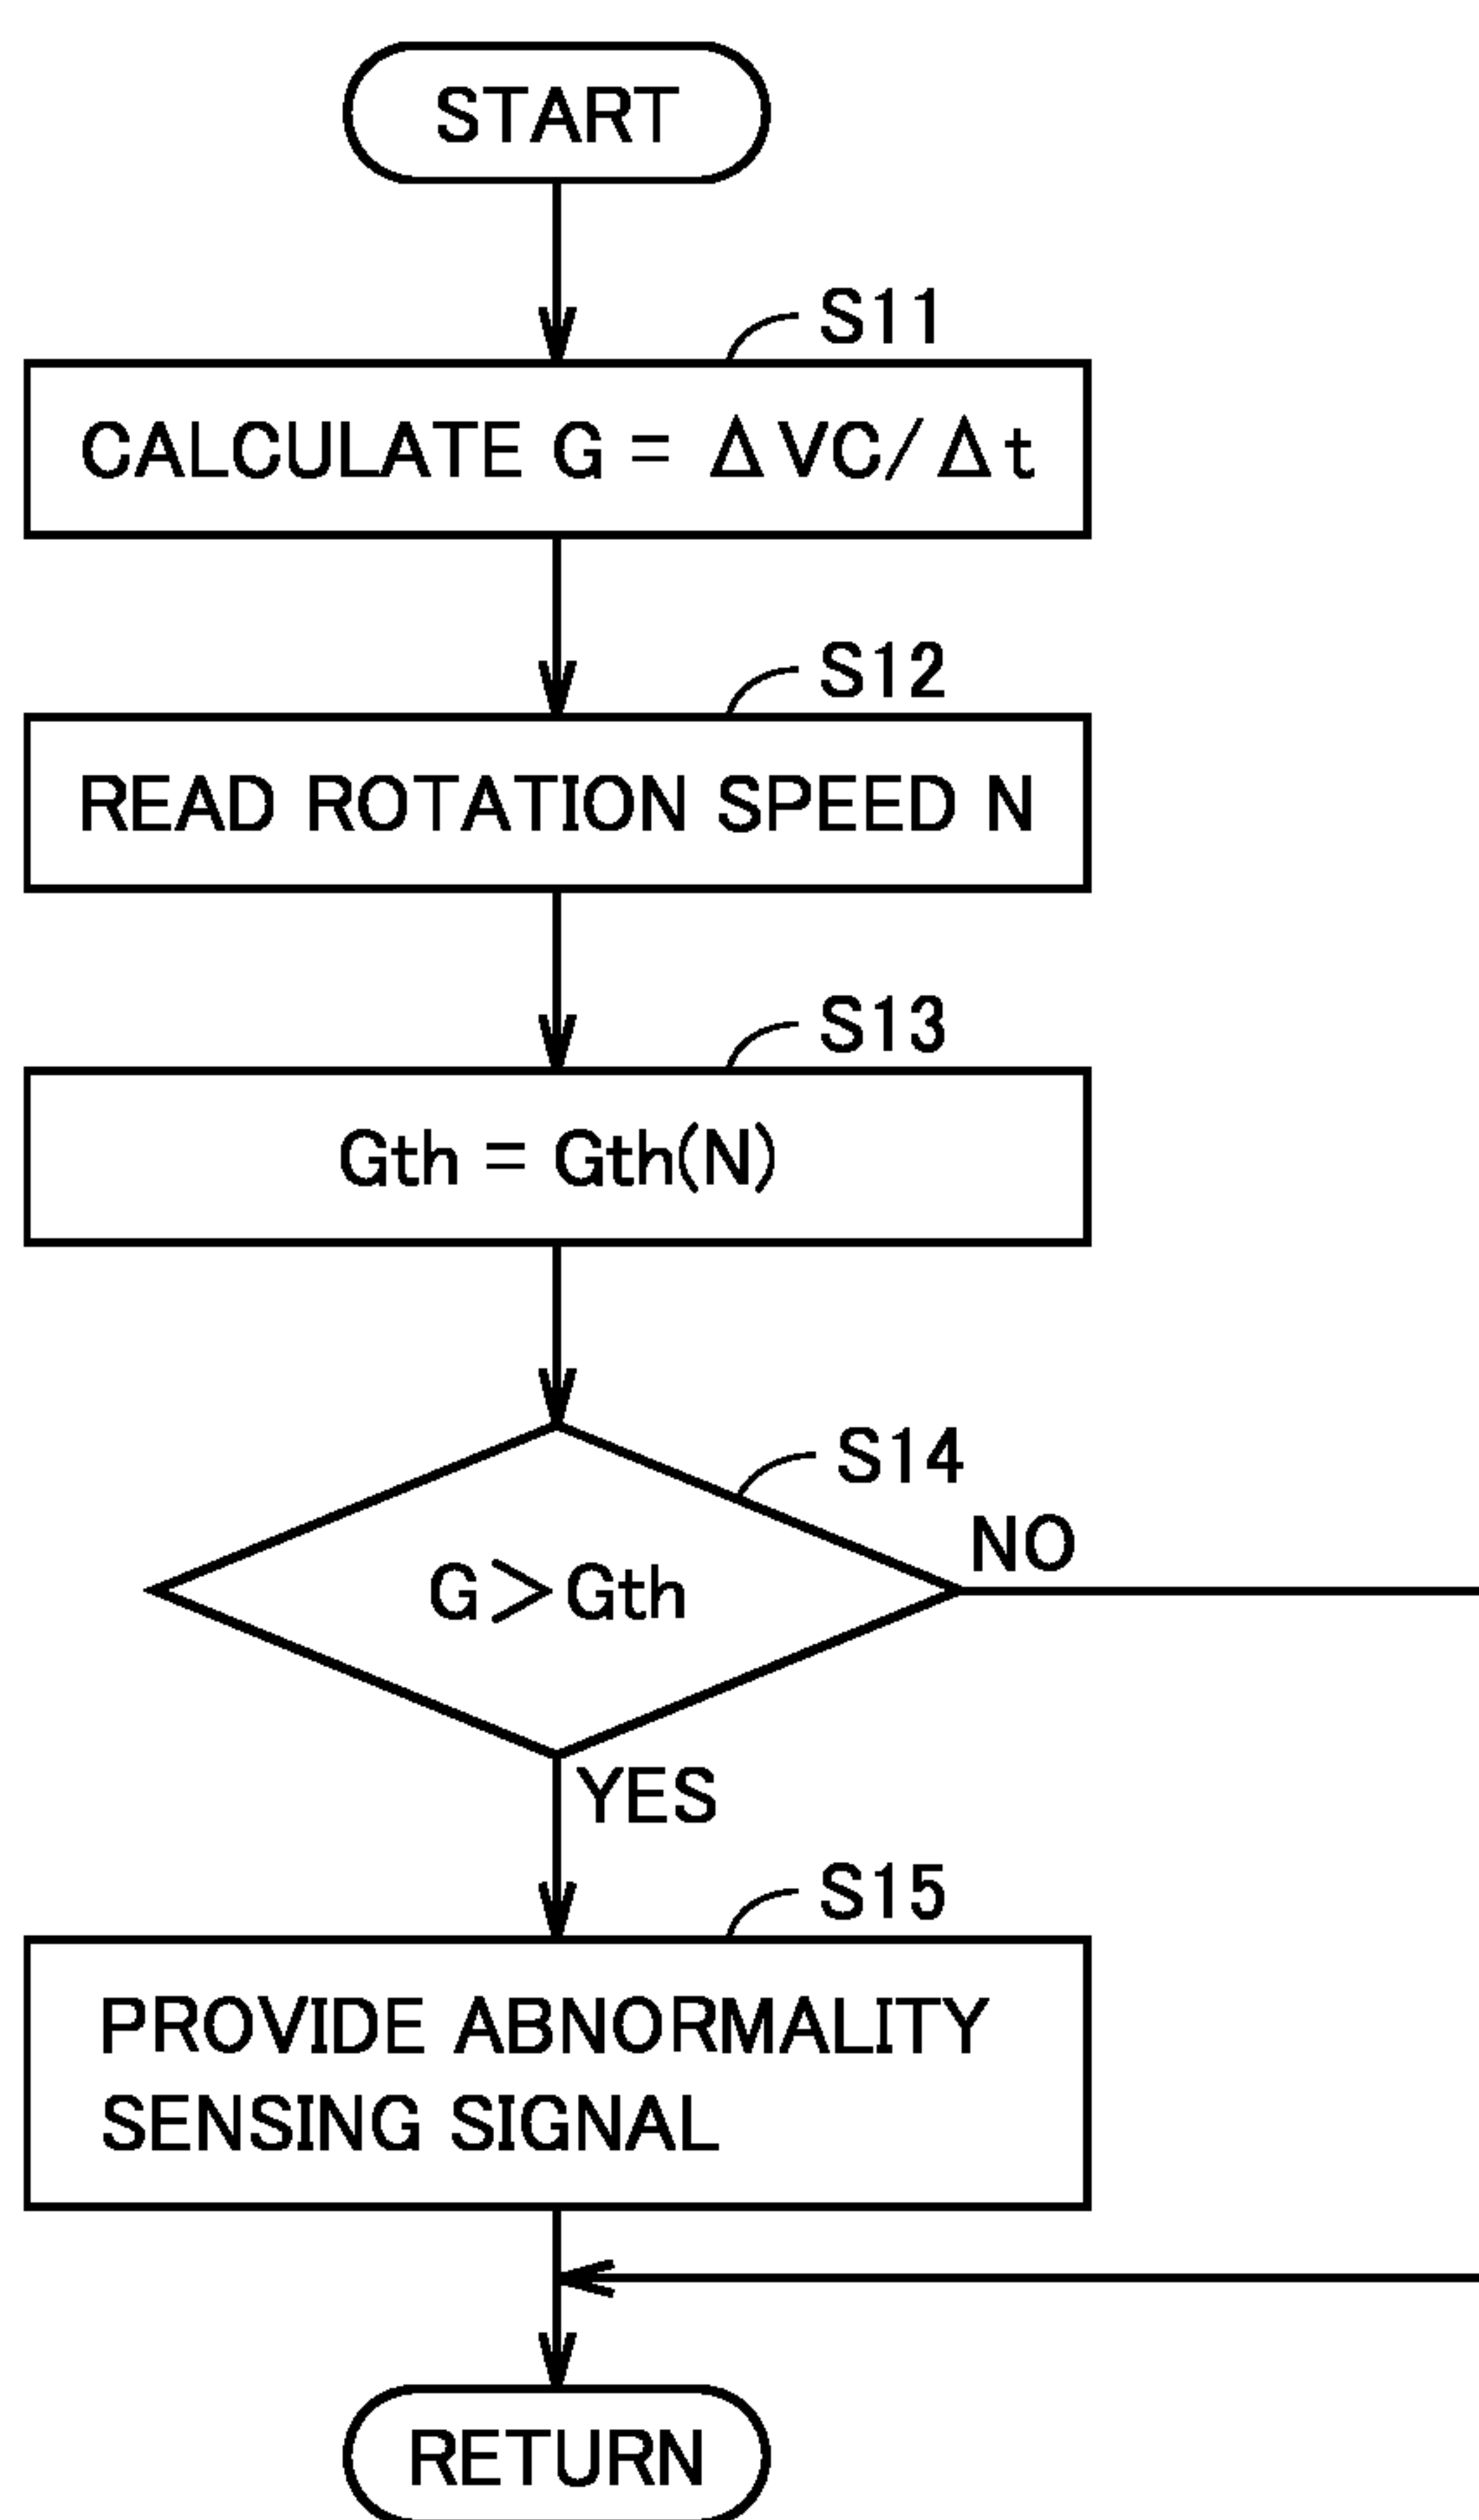 START
S11
CALCULATE G = ΔVC/Δt
S12
READ ROTATION SPEED N
S13
Gth = Gth(N)
S14
NO
G>Gth
YES
S15
PROVIDE ABNORMALITY
SENSING SIGNAL
RETURN